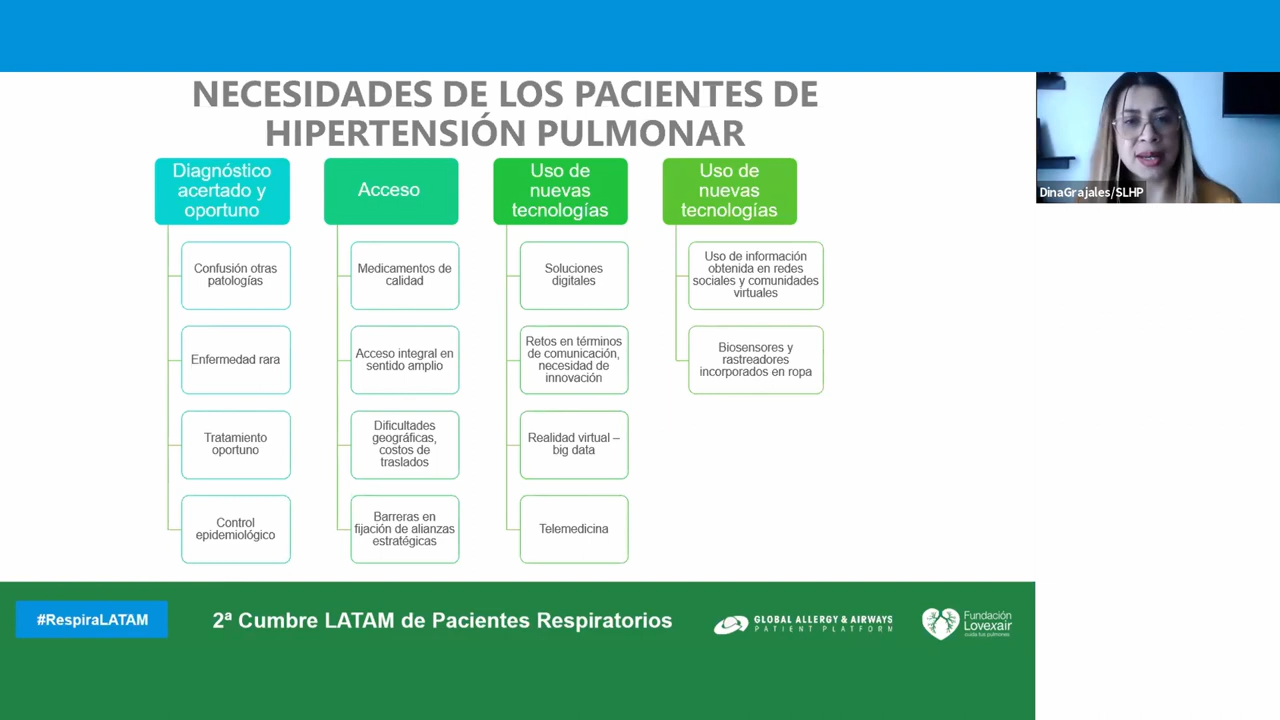 NECESIDADES DE LOS PACIENTES DE
HIPERTENSIÓN PULMONAR
Diagnóstico
acertado y
oportuno
Confusión otras
patologías
Enfermedad rara
Tratamiento
oportuno
Control
epidemiológico
Acceso
Medicamentos de
calidad
Acceso integral en
sentido amplio
Dificultades
geográficas,
costos de
traslados
Barreras en
fijación de alianzas
estratégicas
Uso de
nuevas
tecnologías
Soluciones
digitales
Retos en términos
de comunicación,
necesidad de
innovación
Realidad virtual –
big data
Telemedicina
Uso de
nuevas
tecnologías
Uso de información
obtenida en redes
sociales y comunidades
virtuales
Biosensores y
rastreadores
incorporados en ropa
DinaGrajales/SLHP
#RespiraLATAM
2ª Cumbre LATAM de Pacientes Respiratorios
GLOBAL ALLERGY & AIRWAYS
PATIENT PLATFORM
Fundación
Lovexair
cuida tus pulmones